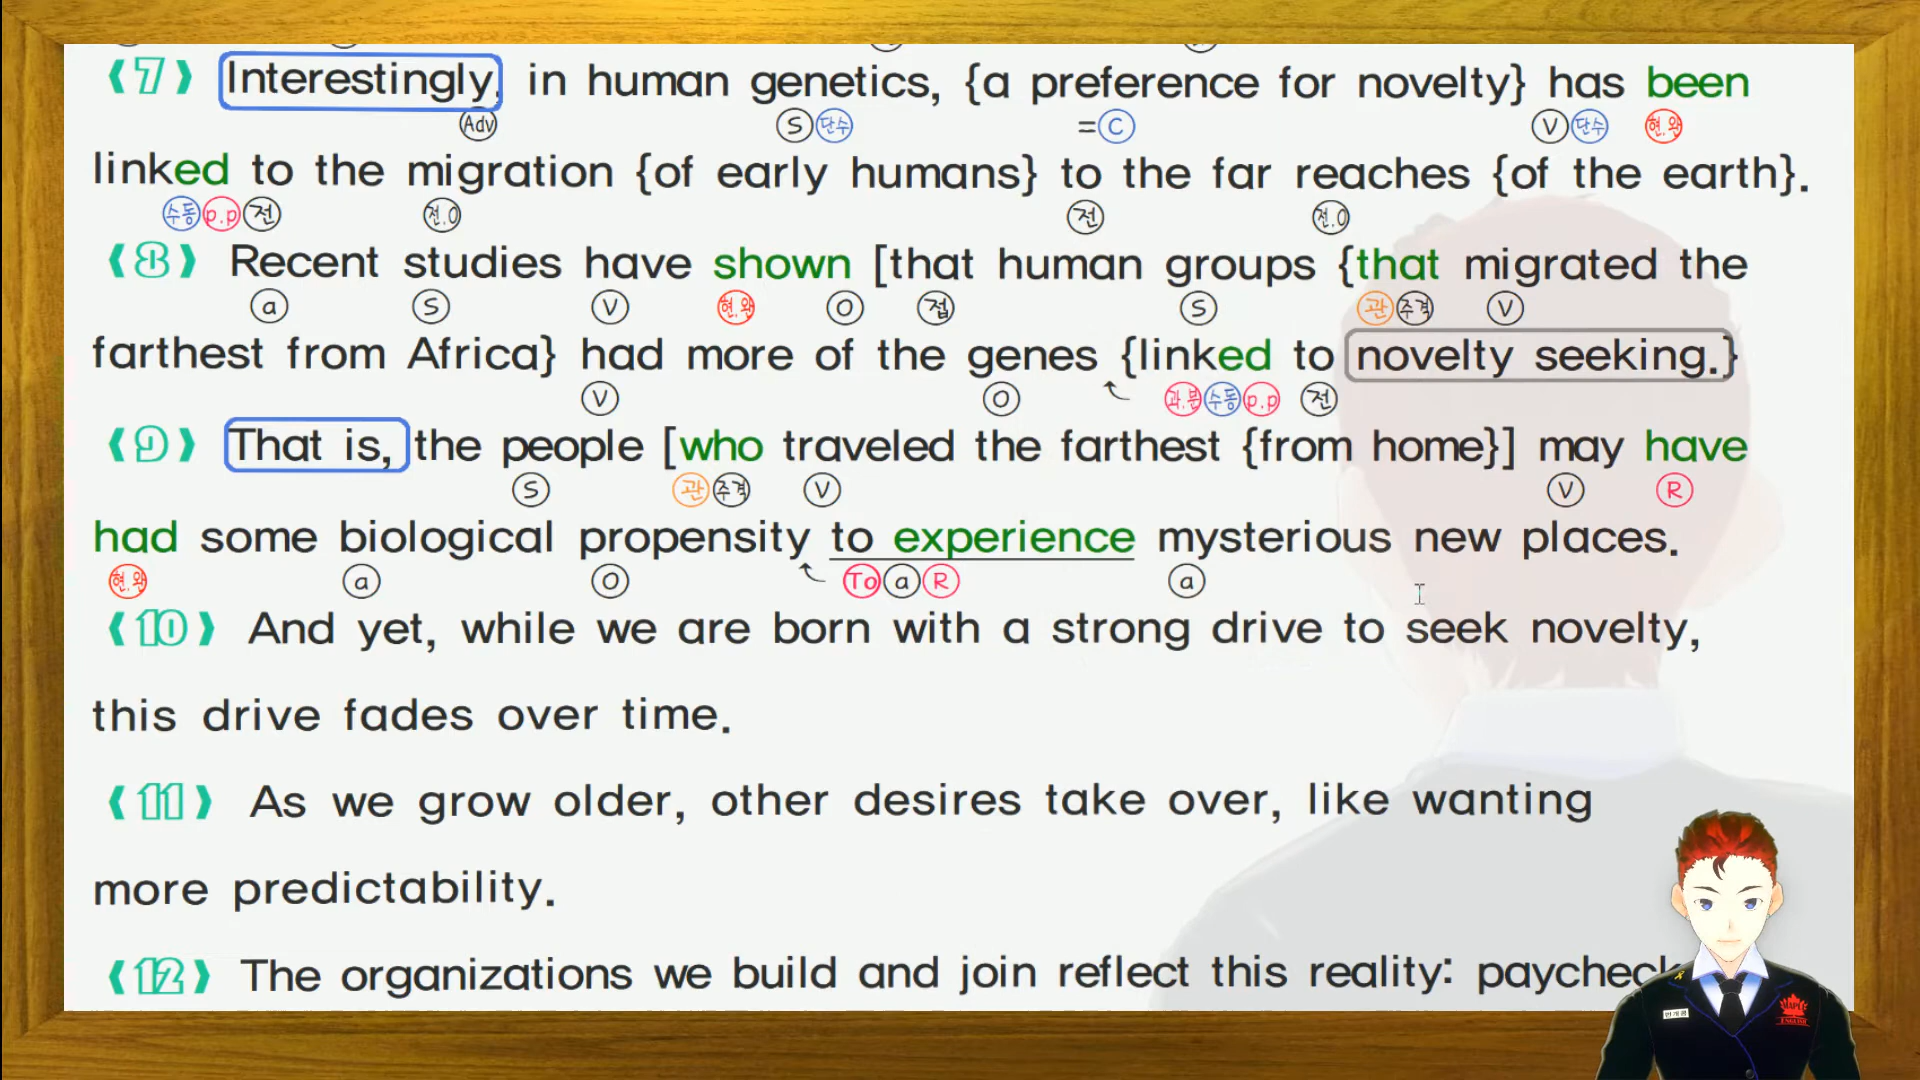 ❰7❱ Interestingly, in human genetics, {a preference for novelty} has been
Adv S 단수 =C V 단수 현.완
linked to the migration {of early humans} to the far reaches {of the earth}.
수동 p.p 전 전.O 전 전.O
❰8❱ Recent studies have shown [that human groups {that migrated the
a S V 현.완 O 접 S 관 주격 V
farthest from Africa} had more of the genes {linked to novelty seeking.}
V O 과.분 수동 p.p 전
❰9❱ That is, the people [who traveled the farthest {from home}] may have
S 관 주격 V V R
had some biological propensity to experience mysterious new places.
현.완 a O To a R a
❰10❱ And yet, while we are born with a strong drive to seek novelty,
this drive fades over time.
❰11❱ As we grow older, other desires take over, like wanting
more predictability.
❰12❱ The organizations we build and join reflect this reality: paycheck
ENGLISH